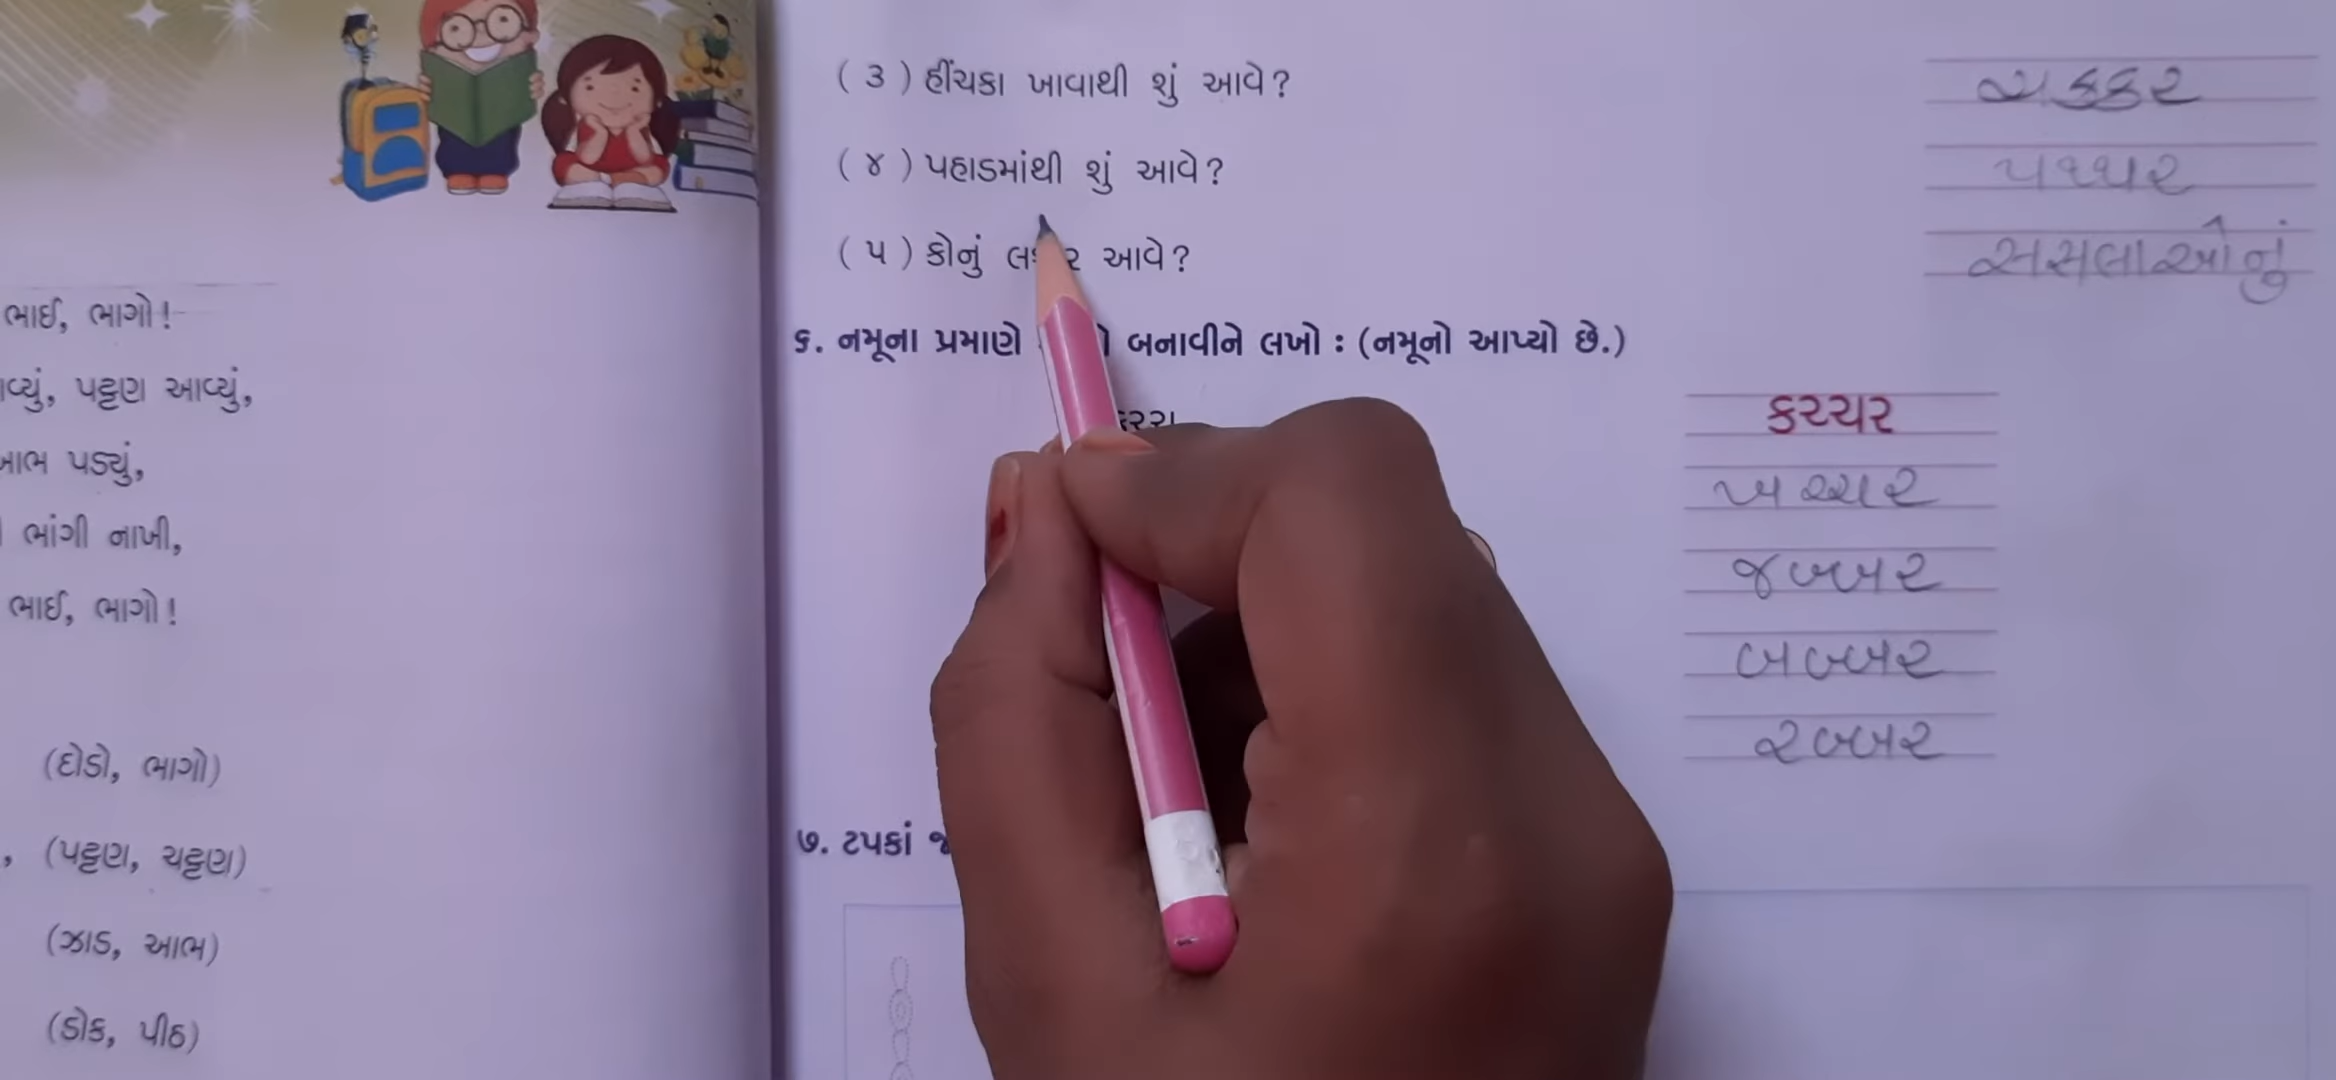 ભાઈ, ભાગો!
પટ્ટણ આવ્યું,
પડ્યું,
ભાંગી નાખી,
ભાઈ, ભાગો!
(દોડો, ભાગો)
, (પટ્ટણ, ચટ્ટણ)
(ઝાડ, આભ)
(ડોક, પીઠ)
(૩) હીંચકા ખાવાથી શું આવે? ચક્કર
(૪) પહાડમાંથી શું આવે? પથ્થર
(૫) કોનું આવે? સસલાઓનું
૬. નમૂના પ્રમાણે બનાવીને લખો : (નમૂનો આપ્યો છે.)
કચ્ચર
ખચ્ચર
જબ્બર
બબ્બર
રબ્બર
૭. ટપકાં